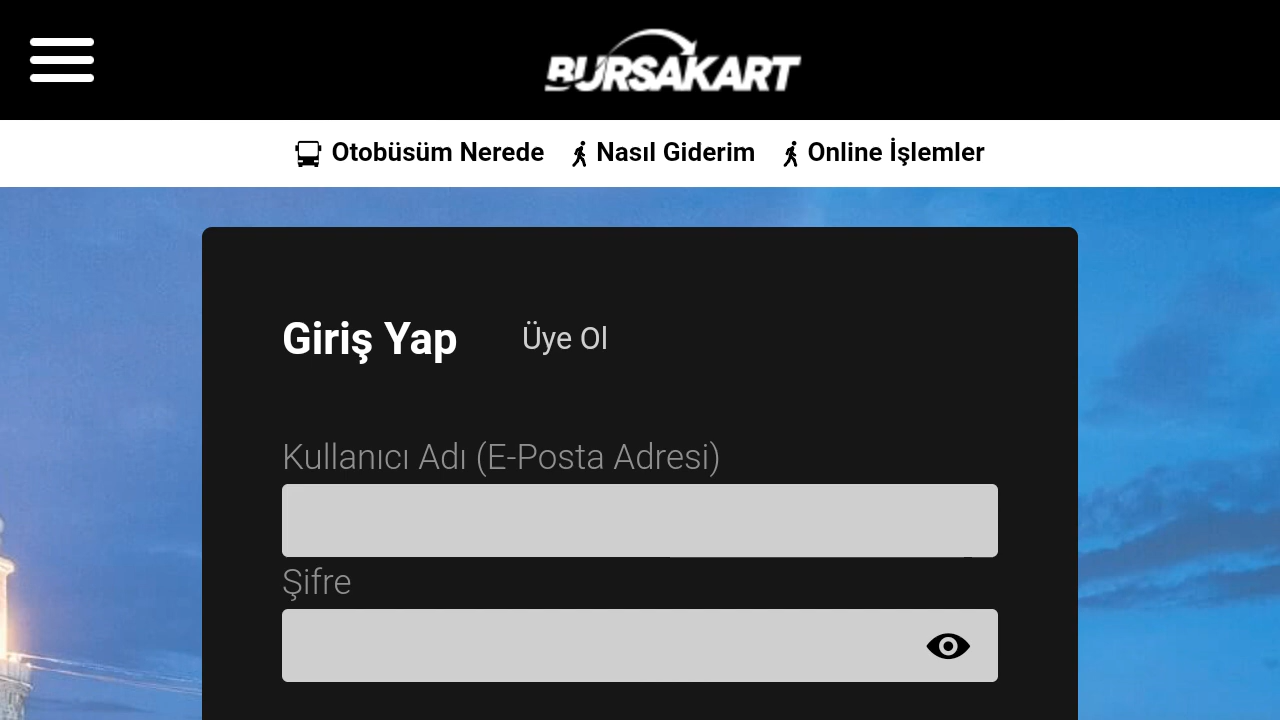 BURSAKART
Otobüsüm Nerede Nasıl Giderim Online İşlemler
Giriş Yap Üye Ol
Kullanıcı Adı (E-Posta Adresi)
Şifre